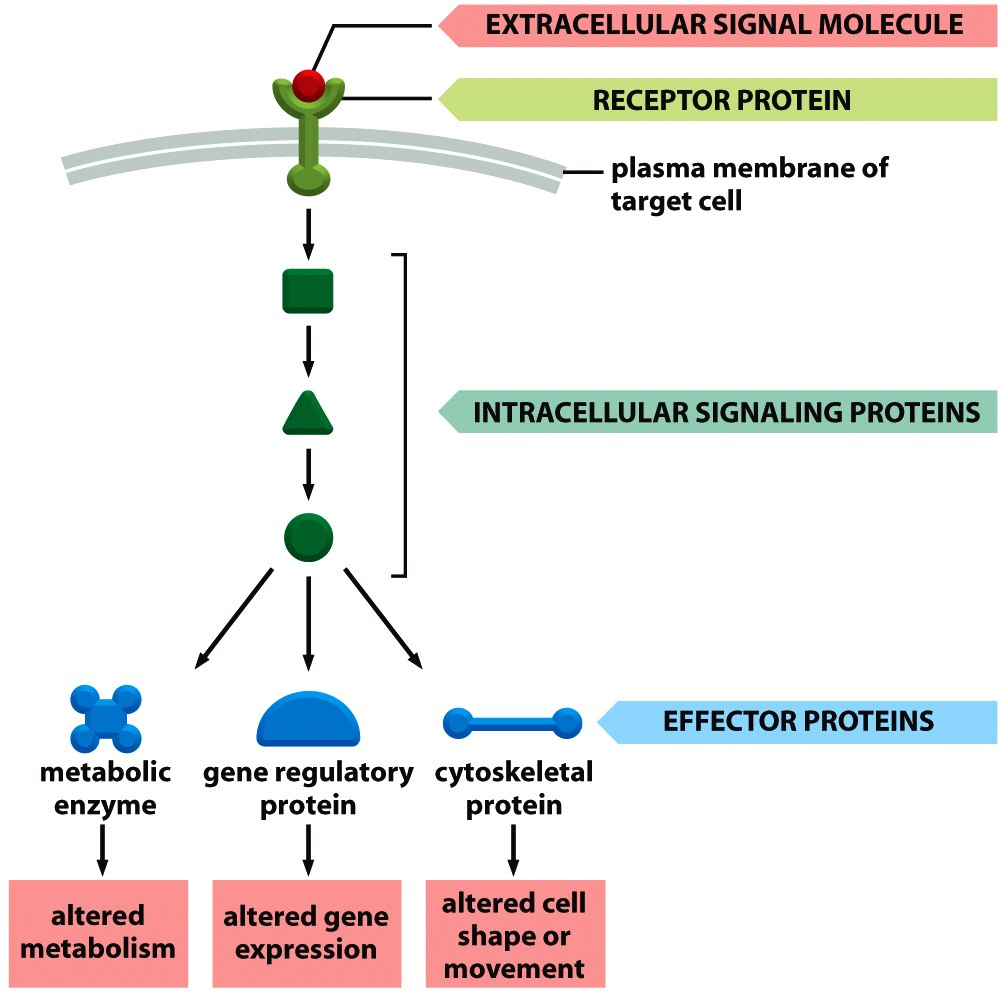 EXTRACELLULAR SIGNAL MOLECULE
RECEPTOR PROTEIN
plasma membrane of
target cell
INTRACELLULAR SIGNALING PROTEINS
EFFECTOR PROTEINS
metabolic
enzyme
gene regulatory
protein
cytoskeletal
protein
altered
metabolism
altered gene
expression
altered cell
shape or
movement